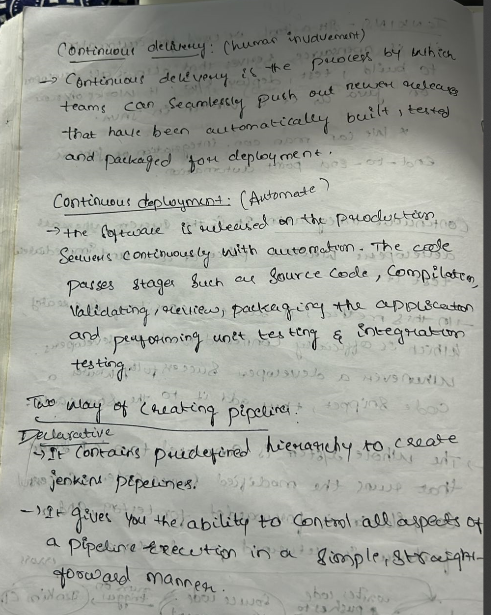 Continuous delivery: (human involvement)
→ Continuous delivery is the process by which
teams can seamlessly push out newer releases
that have been automatically built, tested
and packaged for deployment.
Continuous deployment: (Automate)
→ the software is released on the production
Servers continuously with automation. The code
passes stages such as Source code, Compilation,
Validating, review, packaging the application
and performing unit testing & integration
testing.
Two way of Creating pipeline:
Declarative
→ It contains predefined hierarchy to create
jenkins pipelines.
→ It gives you the ability to control all aspects of
a pipeline execution in a simple, straight-
forward manner.